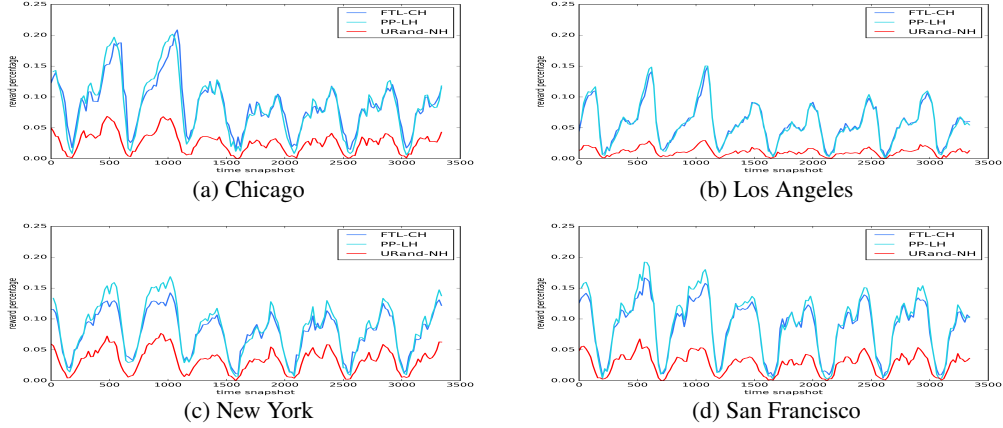 0.25
0.20
0.15
0.10
0.05
0.00
reward percentage
FTL-CH
PP-LH
URand-NH
0 500 1000 1500 2000 2500 3000 3500
time snapshot
(a) Chicago
0.25
0.20
0.15
0.10
0.05
0.00
reward percentage
FTL-CH
PP-LH
URand-NH
0 500 1000 1500 2000 2500 3000 3500
time snapshot
(b) Los Angeles
0.25
0.20
0.15
0.10
0.05
0.00
reward percentage
FTL-CH
PP-LH
URand-NH
0 500 1000 1500 2000 2500 3000 3500
time snapshot
(c) New York
0.25
0.20
0.15
0.10
0.05
0.00
reward percentage
FTL-CH
PP-LH
URand-NH
0 500 1000 1500 2000 2500 3000 3500
time snapshot
(d) San Francisco